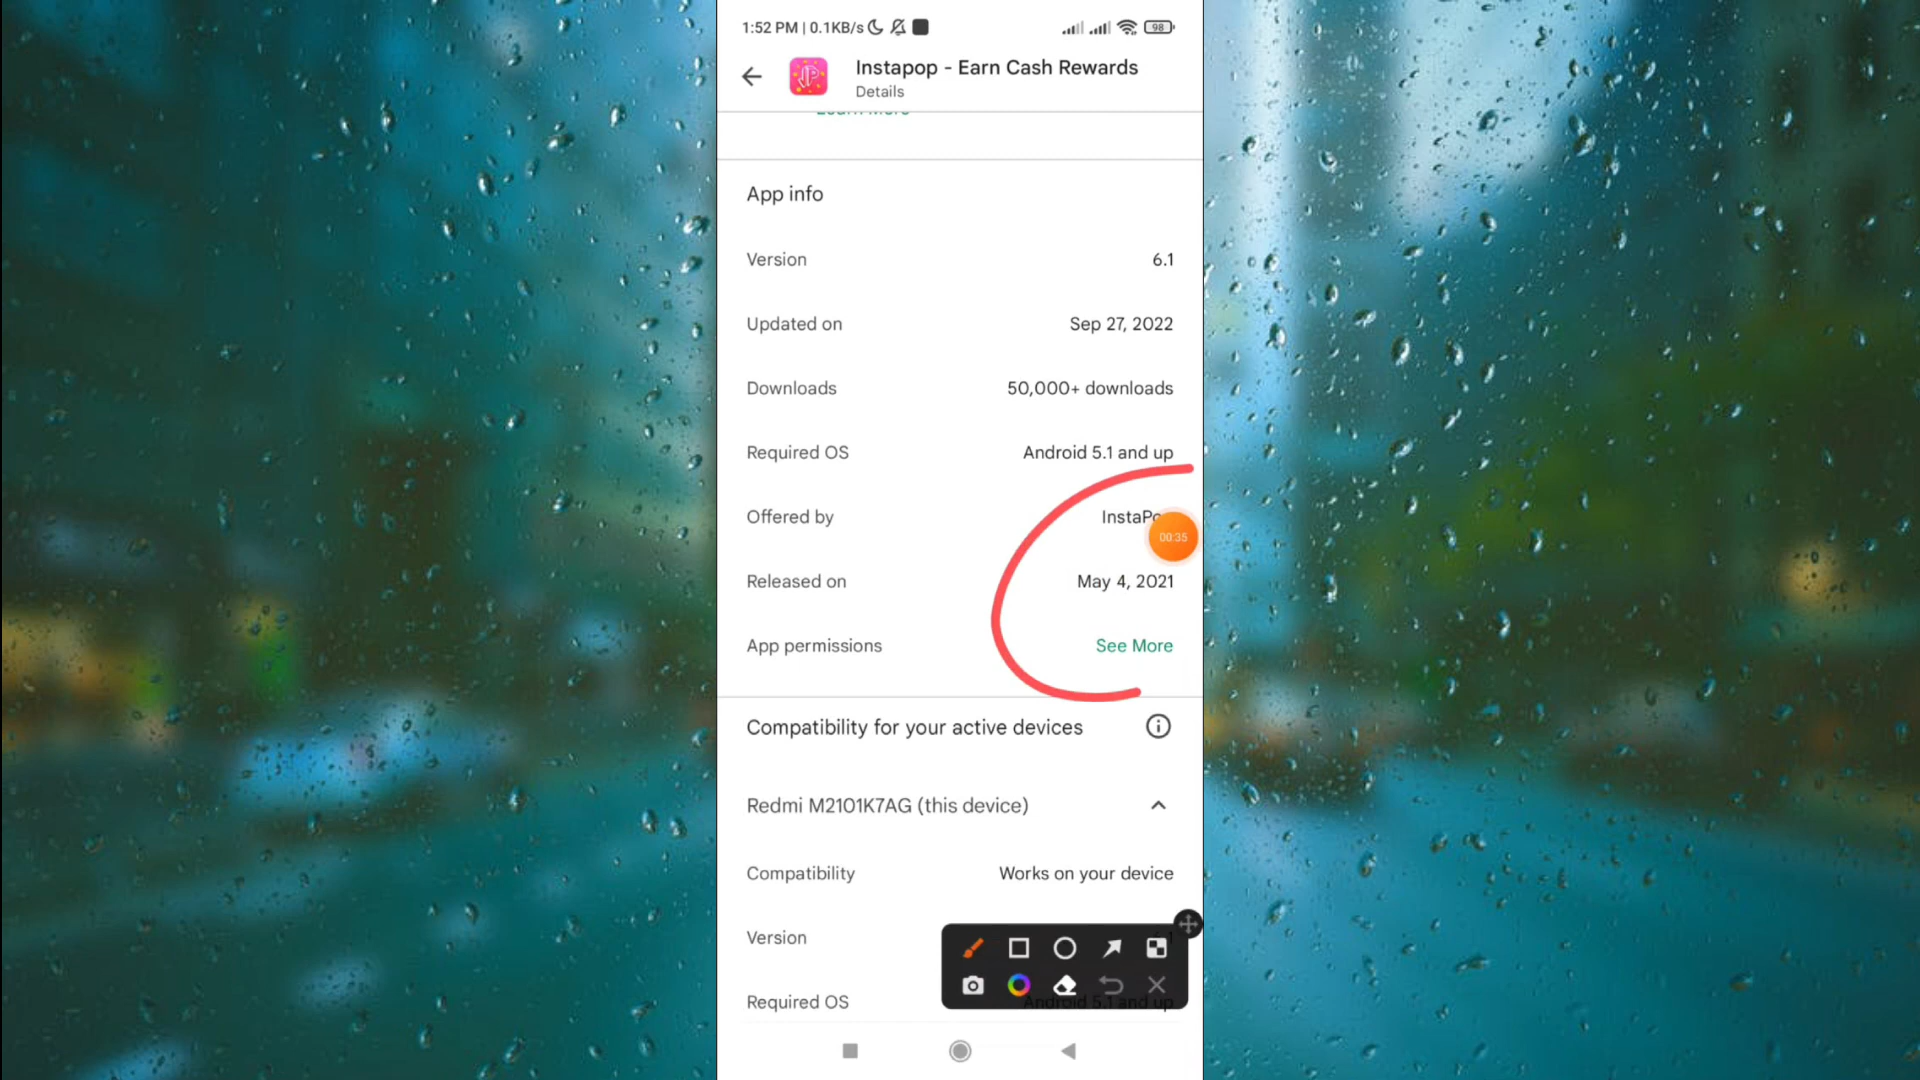 1:52 PM | 0.1KB/s 98
Instapop - Earn Cash Rewards
Details
Learn More
App info
Version 6.1
Updated on Sep 27, 2022
Downloads 50,000+ downloads
Required OS Android 5.1 and up
Offered by
00:35
Released on May 4, 2021
App permissions See More
Compatibility for your active devices
Redmi M2101K7AG (this device)
Compatibility Works on your device
Version
Required OS Android 5.1 and up